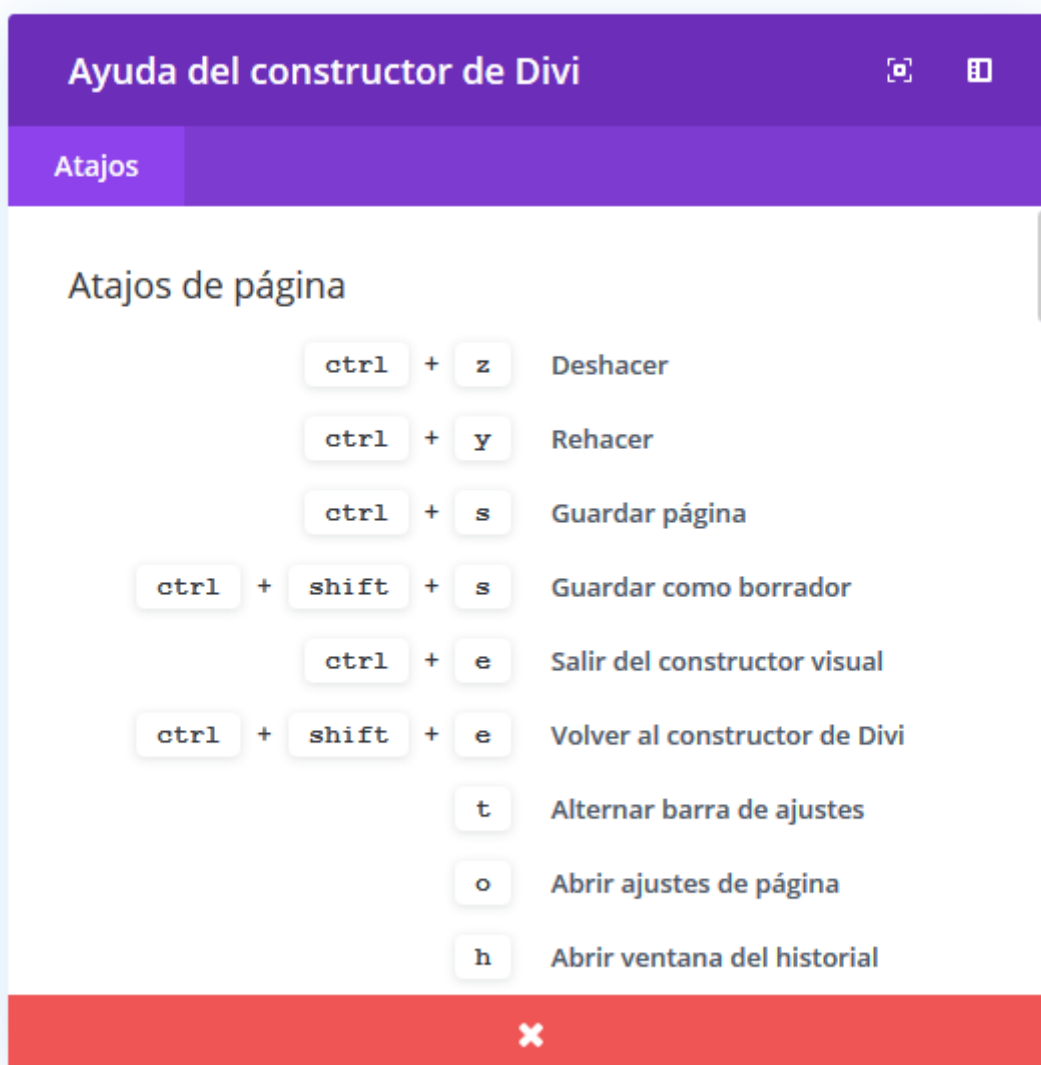 Ayuda del constructor de Divi
Atajos
Atajos de página
ctrl + z Deshacer
ctrl + y Rehacer
ctrl + s Guardar página
ctrl + shift + s Guardar como borrador
ctrl + e Salir del constructor visual
ctrl + shift + e Volver al constructor de Divi
t Alternar barra de ajustes
o Abrir ajustes de página
h Abrir ventana del historial